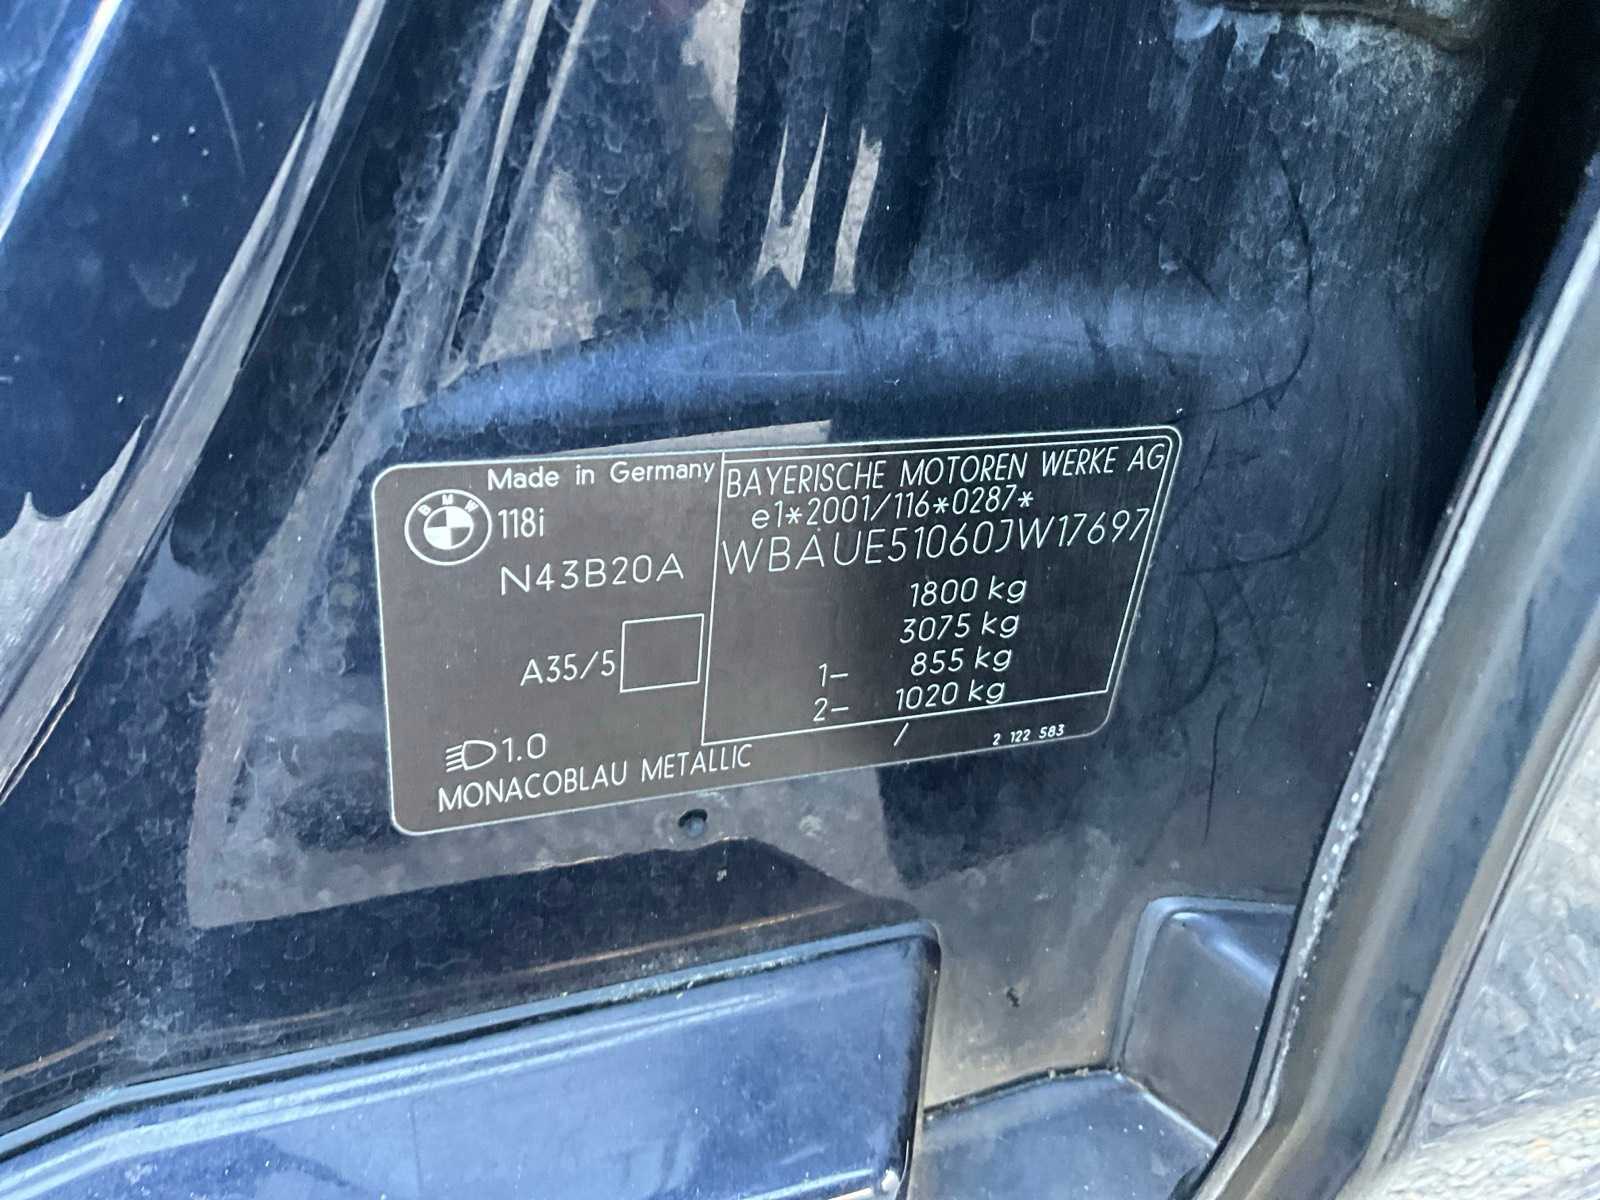 Made in Germany
BMW
118i
N43B20A
A35/5
1.0
MONACOBLAU METALLIC
BAYERISCHE MOTOREN WERKE AG
e1*2001/116*0287*
WBAUE51060JW17697
1800 kg
3075 kg
1- 855 kg
2- 1020 kg
/ 2 122 583